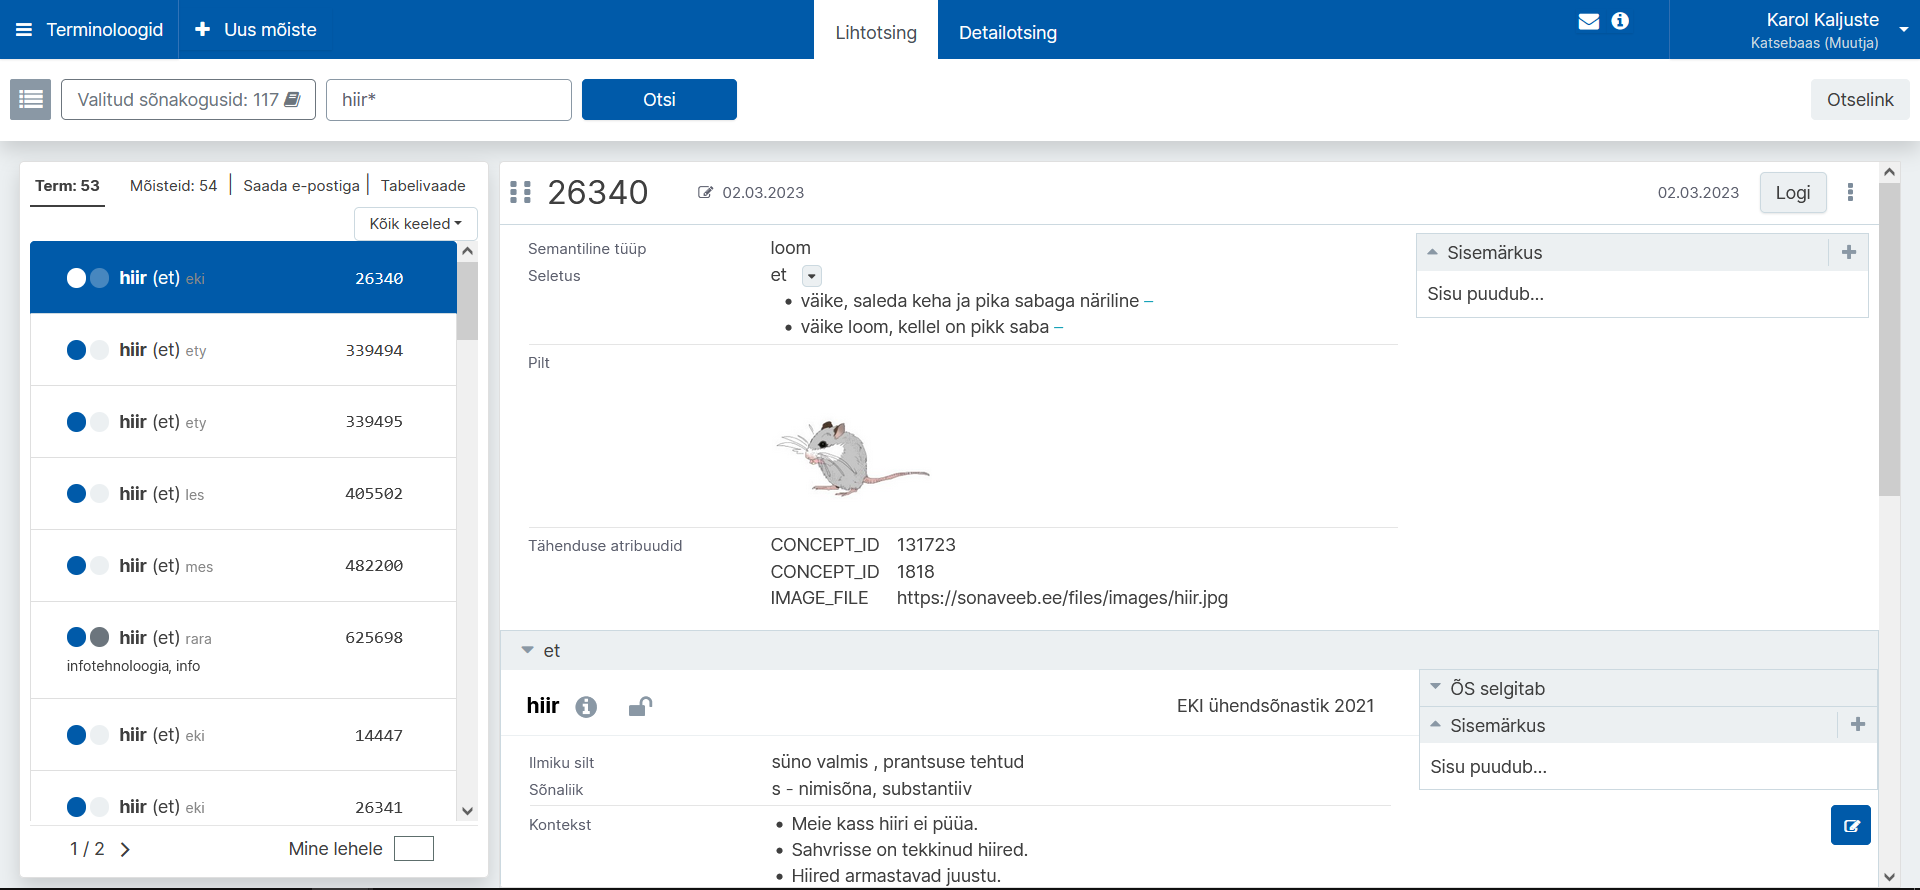 Terminoloogid
Uus mõiste
Lihtotsing
Detailotsing
Karol Kaljuste
Katsebaas (Muutja)
Valitud sõnakogusid: 117
hiir*
Otsi
Otselink
Term: 53
Mõisteid: 54
Saada e-postiga
Tabelivaade
Kõik keeled
hiir (et) eki 26340
hiir (et) ety 339494
hiir (et) ety 339495
hiir (et) les 405502
hiir (et) mes 482200
hiir (et) rara 625698
infotehnoloogia, info
hiir (et) eki 14447
hiir (et) eki 26341
1 / 2
Mine lehele
26340
02.03.2023
02.03.2023
Logi
Semantiline tüüp loom
Seletus et
• väike, saleda keha ja pika sabaga näriline –
• väike loom, kellel on pikk saba –
Pilt
Tähenduse atribuudid CONCEPT_ID 131723
CONCEPT_ID 1818
IMAGE_FILE https://sonaveeb.ee/files/images/hiir.jpg
Sisemärkus
Sisu puudub...
et
hiir
EKI ühendsõnastik 2021
Ilmiku silt süno valmis , prantsuse tehtud
Sõnaliik s - nimisõna, substantiiv
Kontekst • Meie kass hiiri ei püüa.
• Sahvrisse on tekkinud hiired.
• Hiired armastavad juustu.
ÕS selgitab
Sisemärkus
Sisu puudub...